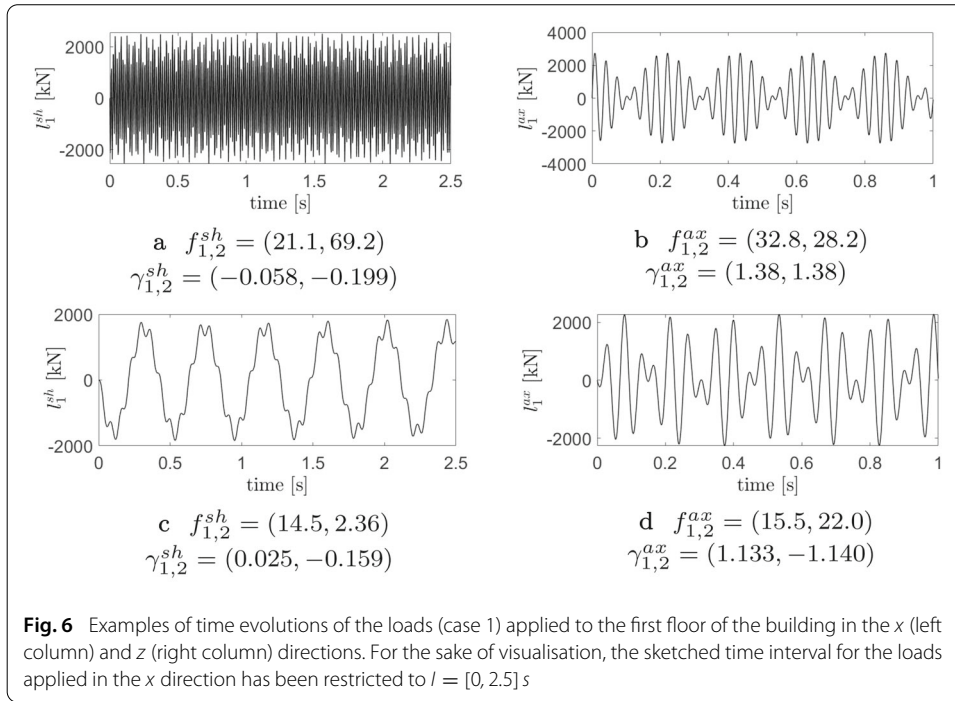 2000
0
-2000
l_1^{sh} [kN]
0 0.5 1 1.5 2 2.5
time [s]
a f_{1,2}^{sh} = (21.1, 69.2)
γ_{1,2}^{sh} = (−0.058, −0.199)
4000
2000
0
-2000
-4000
l_1^{ax} [kN]
0 0.2 0.4 0.6 0.8 1
time [s]
b f_{1,2}^{ax} = (32.8, 28.2)
γ_{1,2}^{ax} = (1.38, 1.38)
2000
0
-2000
l_1^{sh} [kN]
0 0.5 1 1.5 2 2.5
time [s]
c f_{1,2}^{sh} = (14.5, 2.36)
γ_{1,2}^{sh} = (0.025, −0.159)
2000
0
-2000
l_1^{ax} [kN]
0 0.2 0.4 0.6 0.8 1
time [s]
d f_{1,2}^{ax} = (15.5, 22.0)
γ_{1,2}^{ax} = (1.133, −1.140)
Fig. 6 Examples of time evolutions of the loads (case 1) applied to the first floor of the building in the x (left
column) and z (right column) directions. For the sake of visualisation, the sketched time interval for the loads
applied in the x direction has been restricted to I = [0, 2.5] s